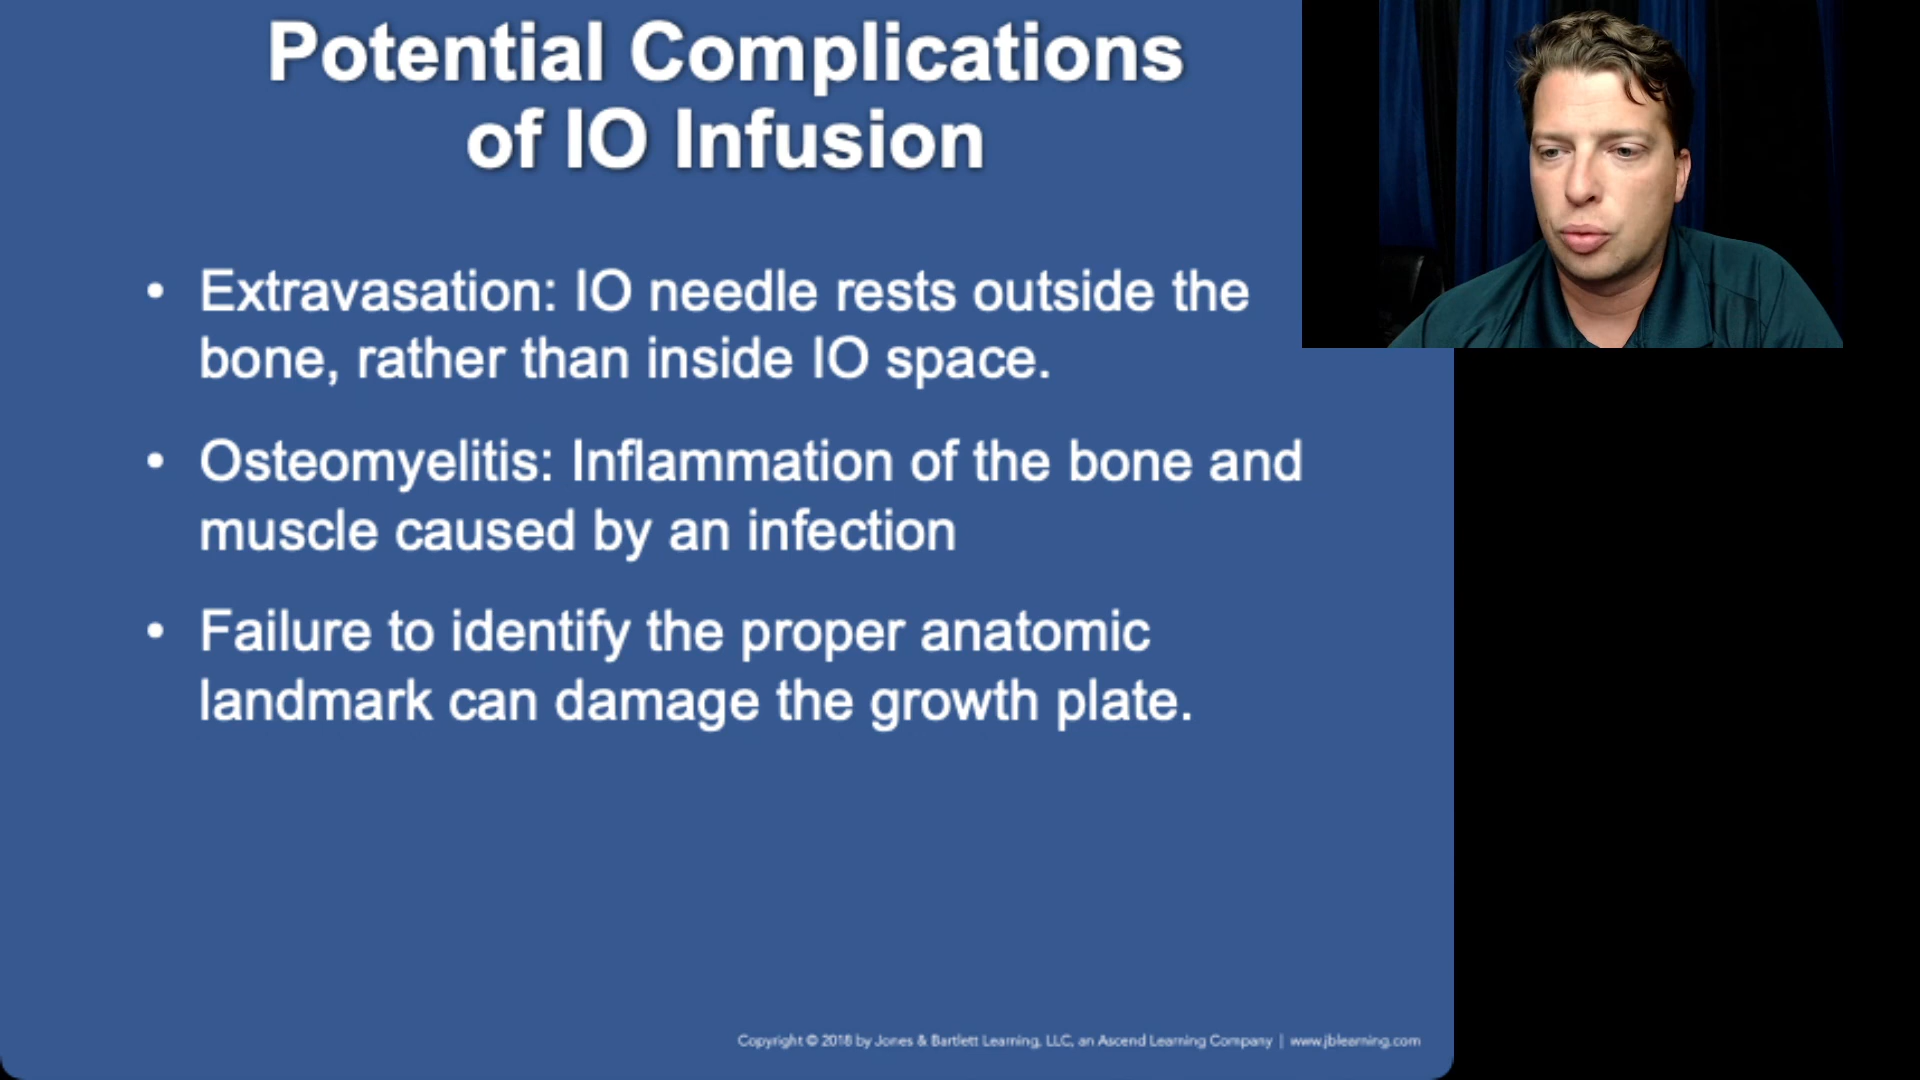 Potential Complications
of IO Infusion
• Extravasation: IO needle rests outside the
bone, rather than inside IO space.
• Osteomyelitis: Inflammation of the bone and
muscle caused by an infection
• Failure to identify the proper anatomic
landmark can damage the growth plate.
Copyright © 2018 by Jones & Bartlett Learning, LLC, an Ascend Learning Company | www.jblearning.com